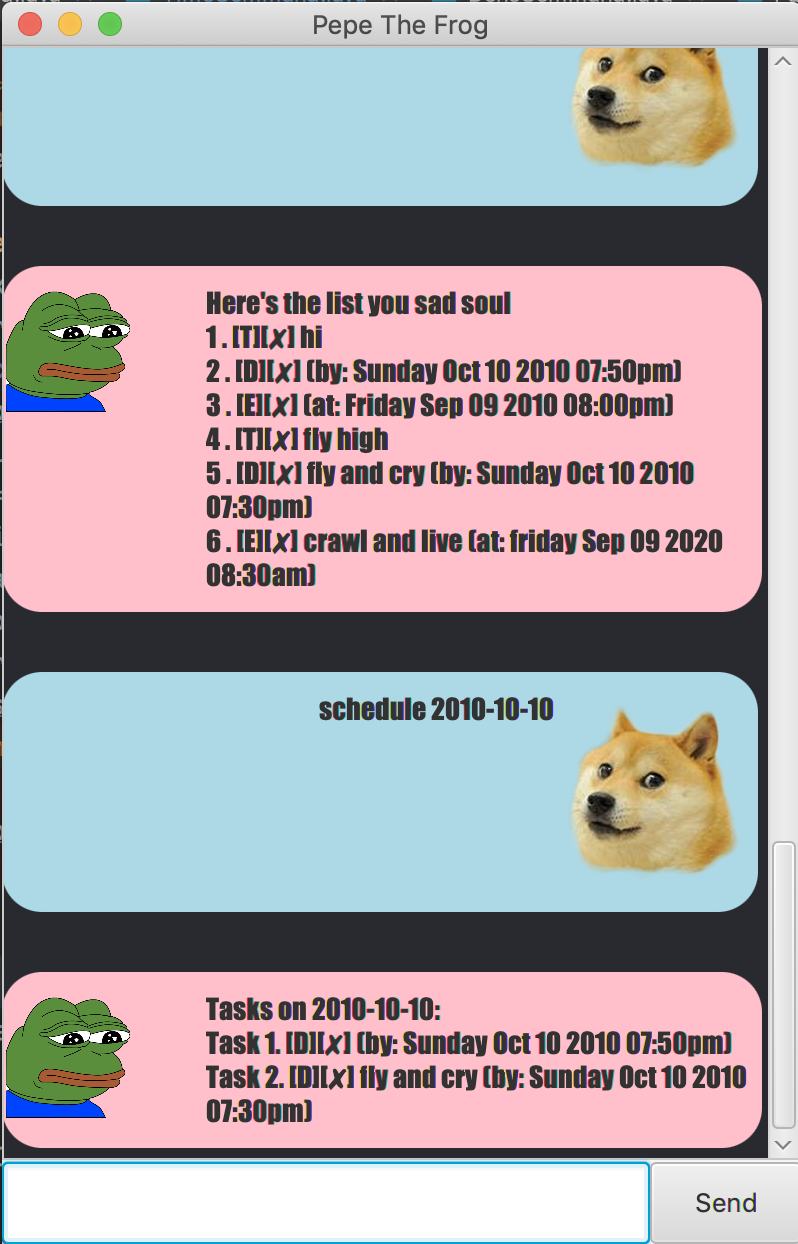 Pepe The Frog
Here's the list you sad soul
1 . [T][✗] hi
2 . [D][✗] (by: Sunday Oct 10 2010 07:50pm)
3 . [E][✗] (at: Friday Sep 09 2010 08:00pm)
4 . [T][✗] fly high
5 . [D][✗] fly and cry (by: Sunday Oct 10 2010
07:30pm)
6 . [E][✗] crawl and live (at: friday Sep 09 2020
08:30am)
schedule 2010-10-10
Tasks on 2010-10-10:
Task 1. [D][✗] (by: Sunday Oct 10 2010 07:50pm)
Task 2. [D][✗] fly and cry (by: Sunday Oct 10 2010
07:30pm)
Send